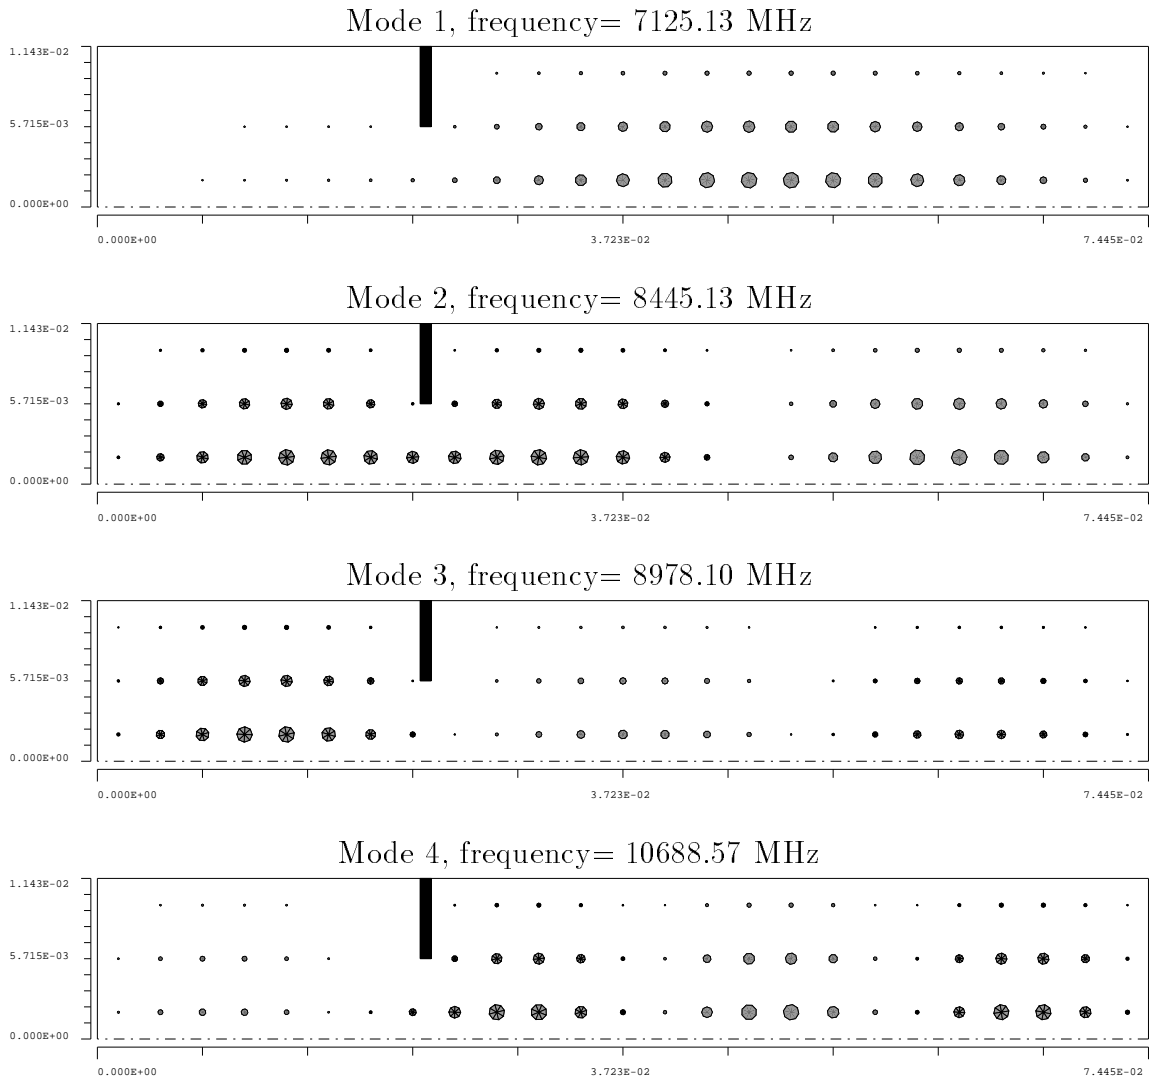 Mode 1, frequency= 7125.13 MHz
1.143E-02
5.715E-03
0.000E+00
0.000E+00 3.723E-02 7.445E-02
Mode 2, frequency= 8445.13 MHz
1.143E-02
5.715E-03
0.000E+00
0.000E+00 3.723E-02 7.445E-02
Mode 3, frequency= 8978.10 MHz
1.143E-02
5.715E-03
0.000E+00
0.000E+00 3.723E-02 7.445E-02
Mode 4, frequency= 10688.57 MHz
1.143E-02
5.715E-03
0.000E+00
0.000E+00 3.723E-02 7.445E-02